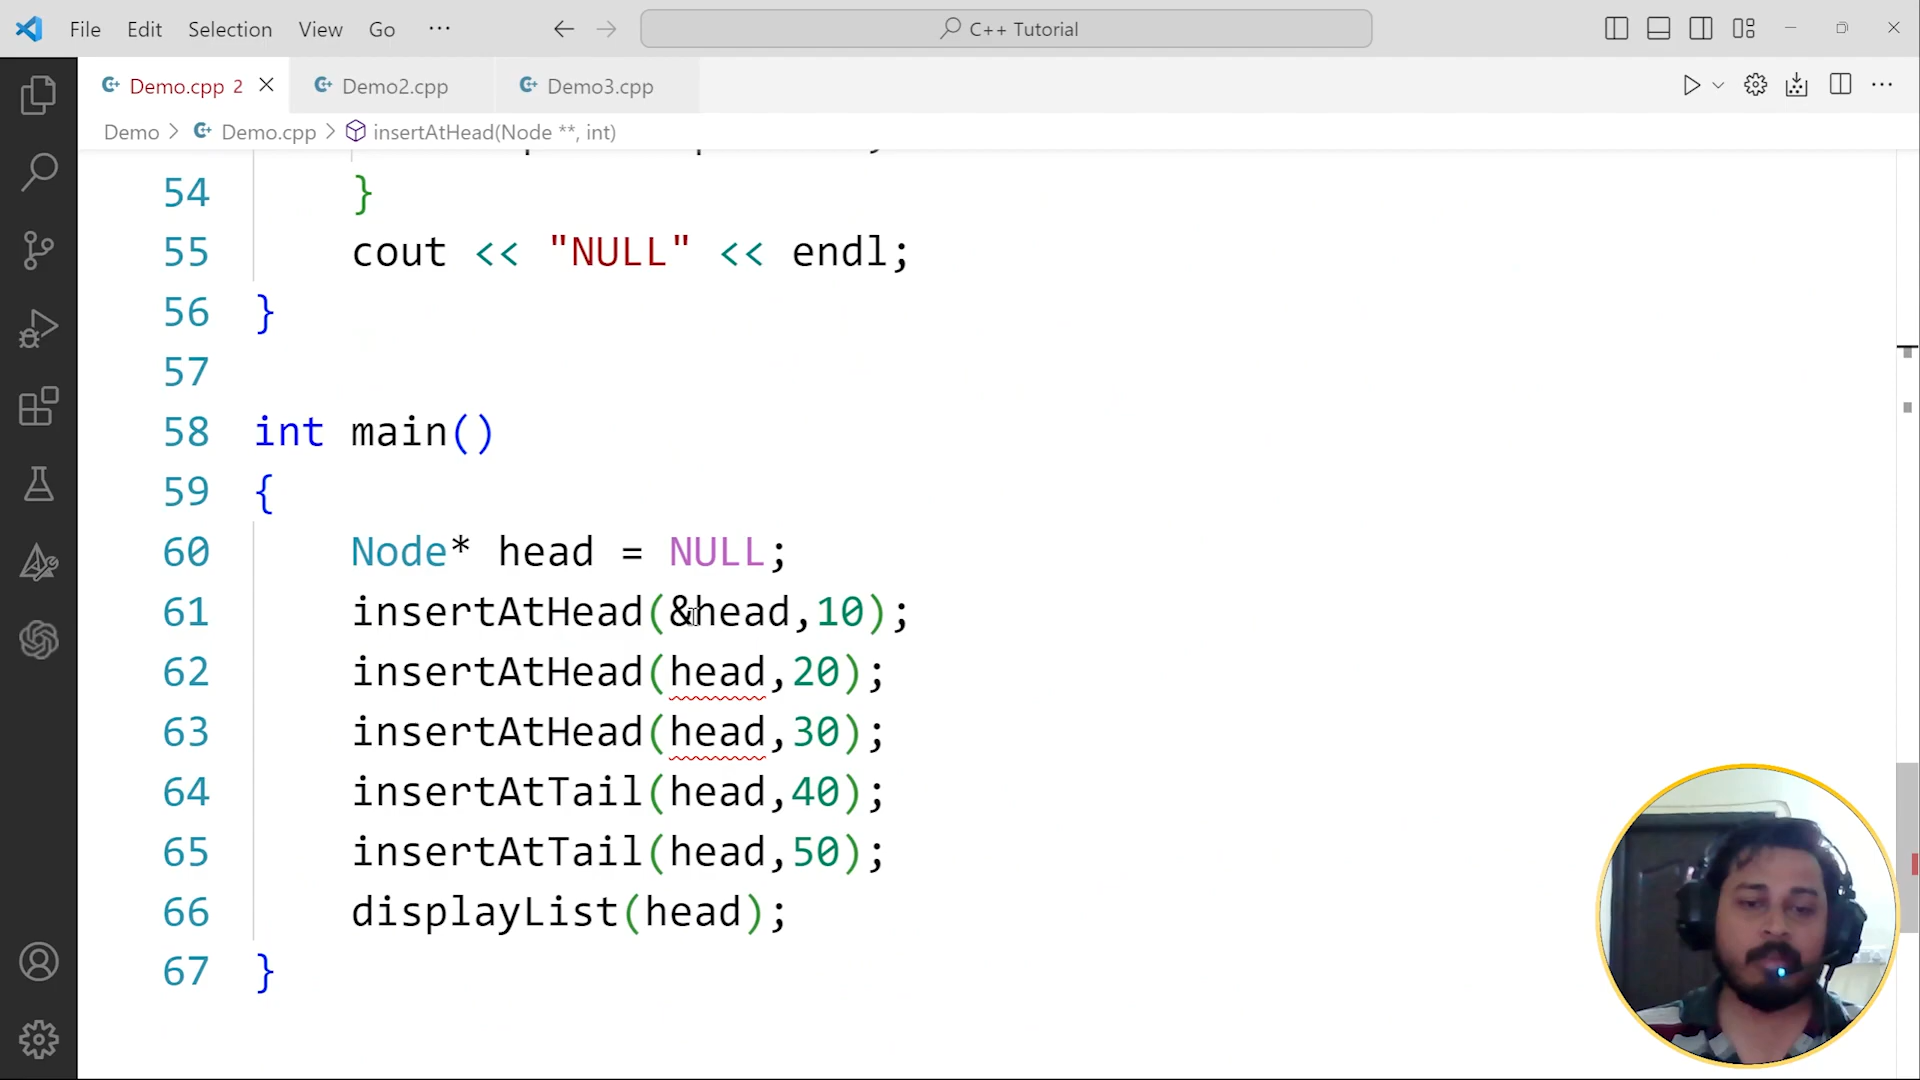 File Edit Selection View Go ··· C++ Tutorial
Demo.cpp 2 Demo2.cpp Demo3.cpp
Demo > Demo.cpp > insertAtHead(Node **, int)
54 }
55 cout << "NULL" << endl;
56 }
57
58 int main()
59 {
60 Node* head = NULL;
61 insertAtHead(&head,10);
62 insertAtHead(head,20);
63 insertAtHead(head,30);
64 insertAtTail(head,40);
65 insertAtTail(head,50);
66 displayList(head);
67 }